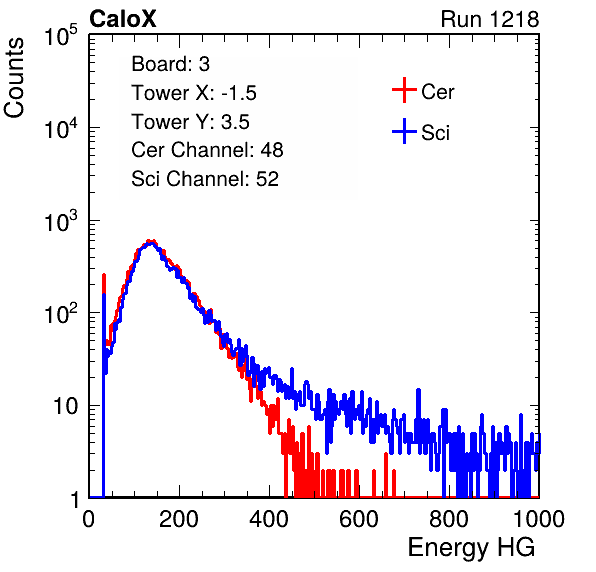 CaloX Run 1218
Counts
Board: 3
Tower X: -1.5
Tower Y: 3.5
Cer Channel: 48
Sci Channel: 52
Cer
Sci
10^5
10^4
10^3
10^2
10
1
0 200 400 600 800 1000
Energy HG